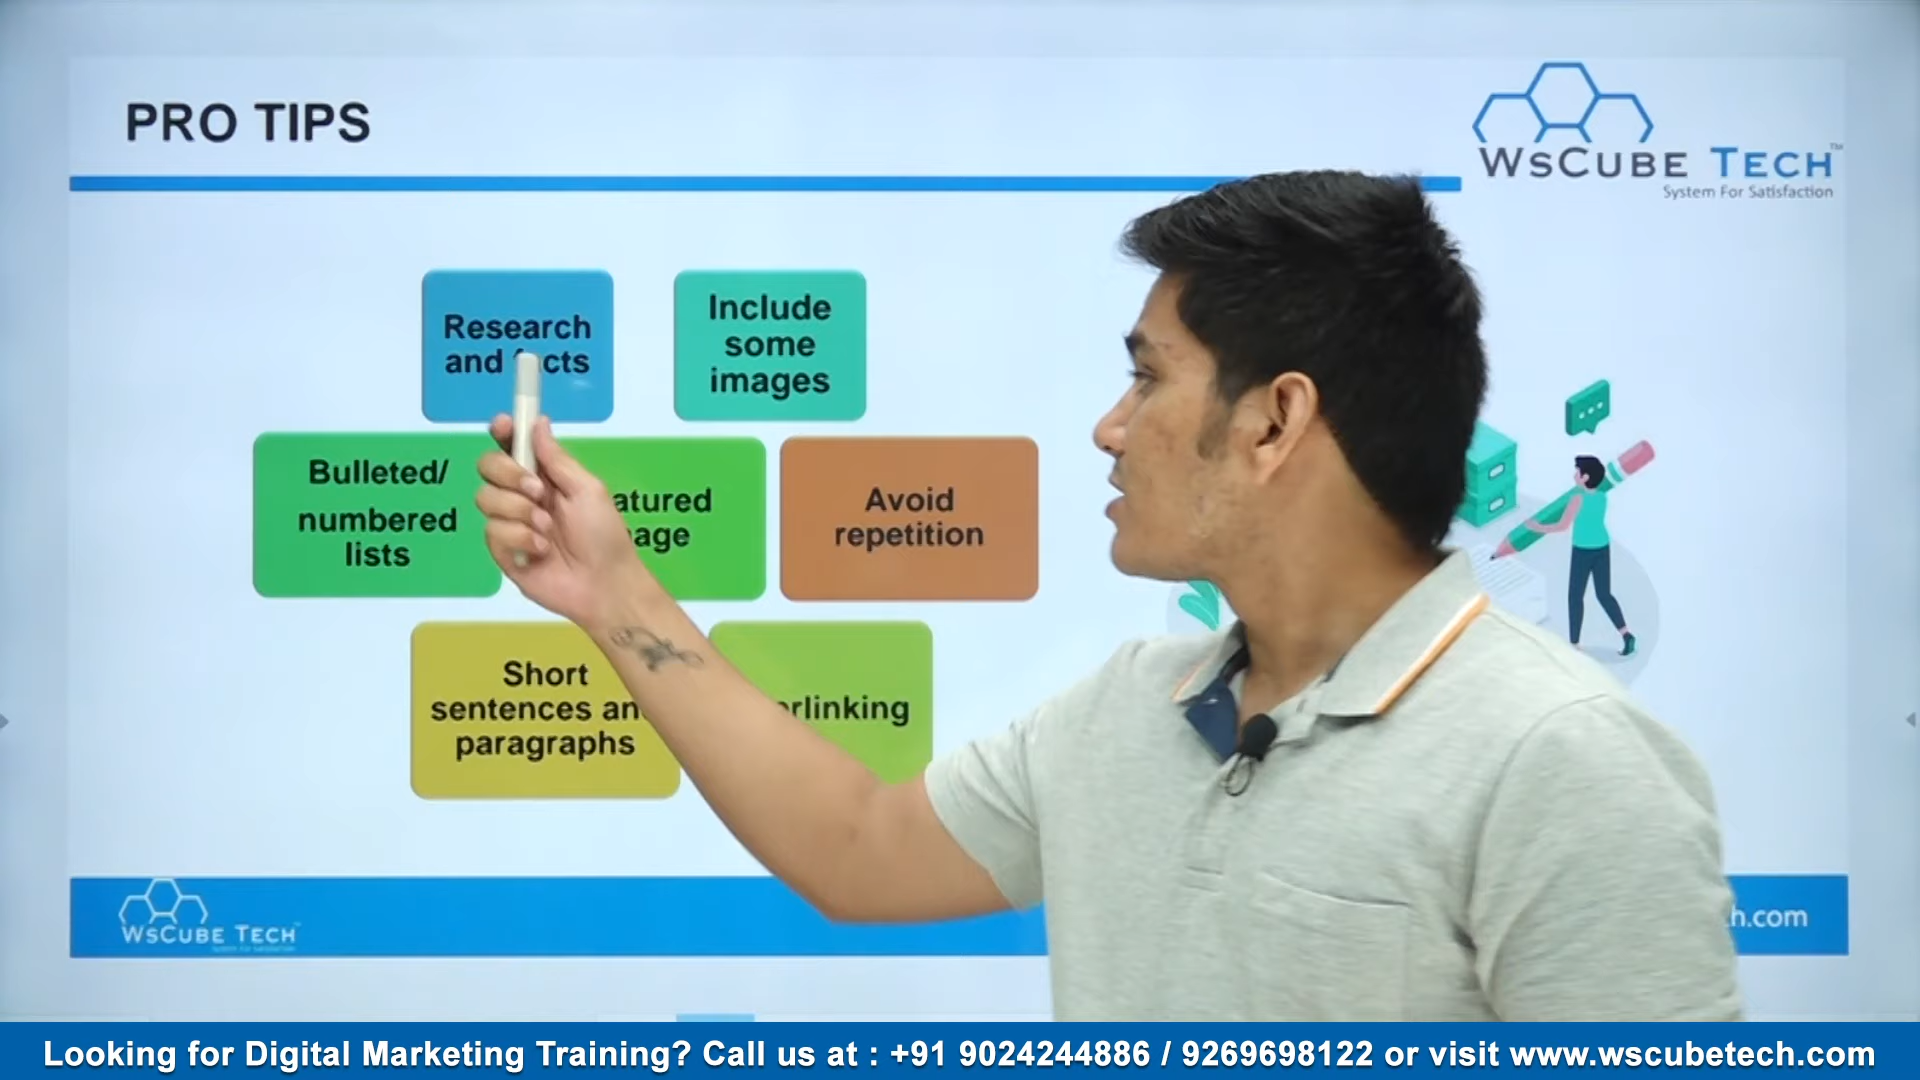 PRO TIPS
WSCUBE TECH™
System For Satisfaction
Research
and facts
Include
some
images
Bulleted/
numbered
lists
atured
age
Avoid
repetition
Short
sentences an
paragraphs
rlinking
WSCUBE TECH
h.com
Looking for Digital Marketing Training? Call us at : +91 9024244886 / 9269698122 or visit www.wscubetech.com